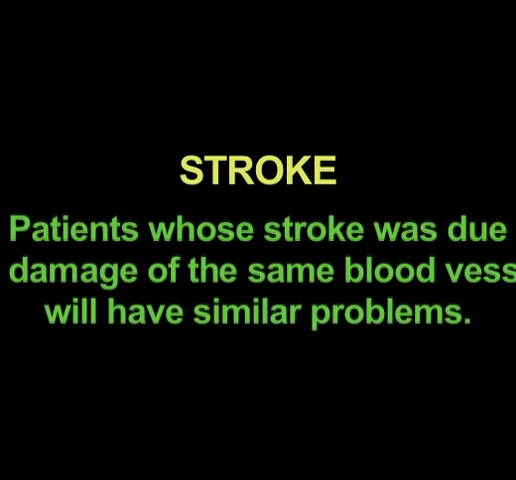 STROKE
Patients whose stroke was due
damage of the same blood vess
will have similar problems.